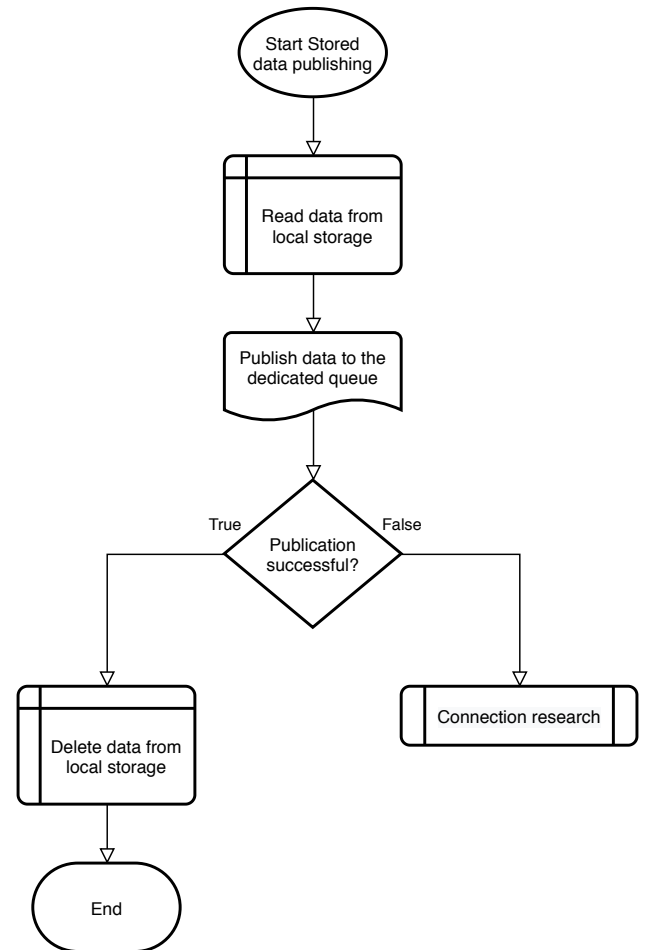 Start Stored
data publishing
Read data from
local storage
Publish data to the
dedicated queue
True
False
Publication
successful?
Connection research
Delete data from
local storage
End